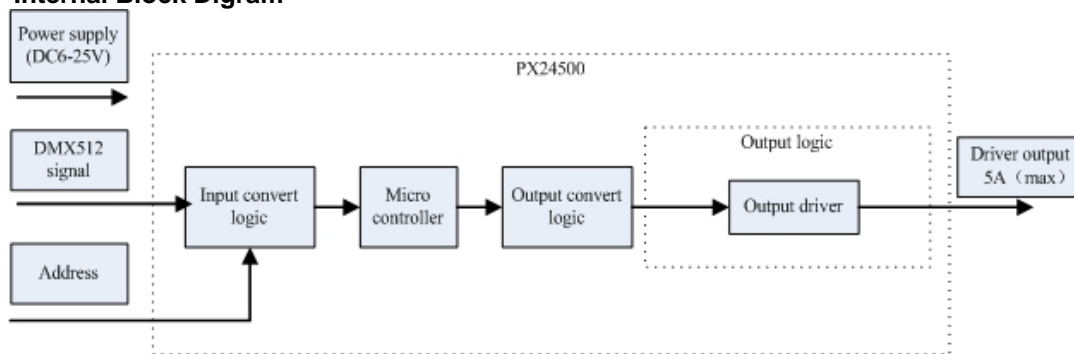 Internal Block Digram
Power supply
(DC6-25V)
PX24500
DMX512
signal
Output logic
Driver output
5A（max）
Input convert
logic
Micro
controller
Output convert
logic
Output driver
Address